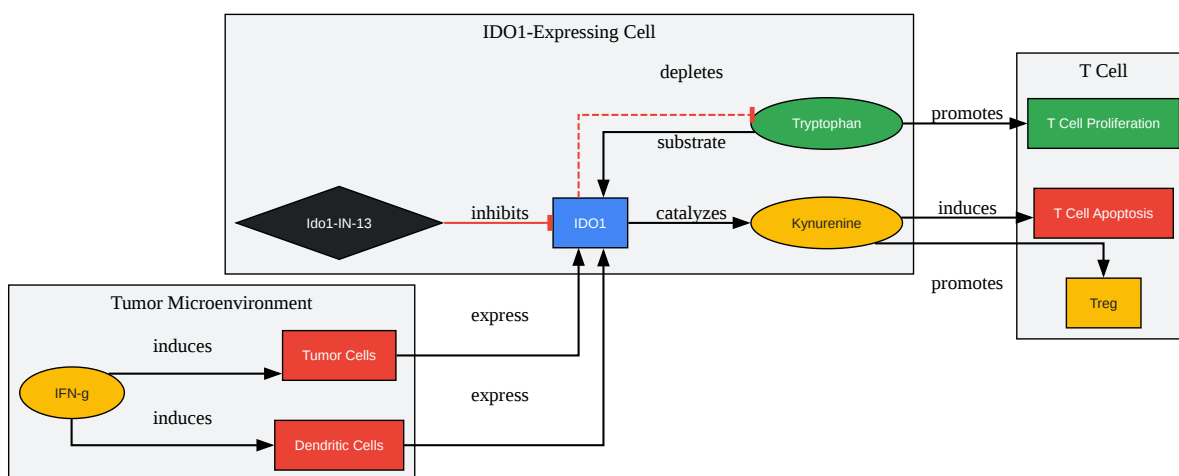 IDO1-Expressing Cell
depletes
T Cell
Tryptophan
promotes
T Cell Proliferation
substrate
Ido1-IN-13
inhibits
IDO1
catalyzes
Kynurenine
induces
T Cell Apoptosis
promotes
Treg
Tumor Microenvironment
express
induces
Tumor Cells
IFN-g
express
induces
Dendritic Cells